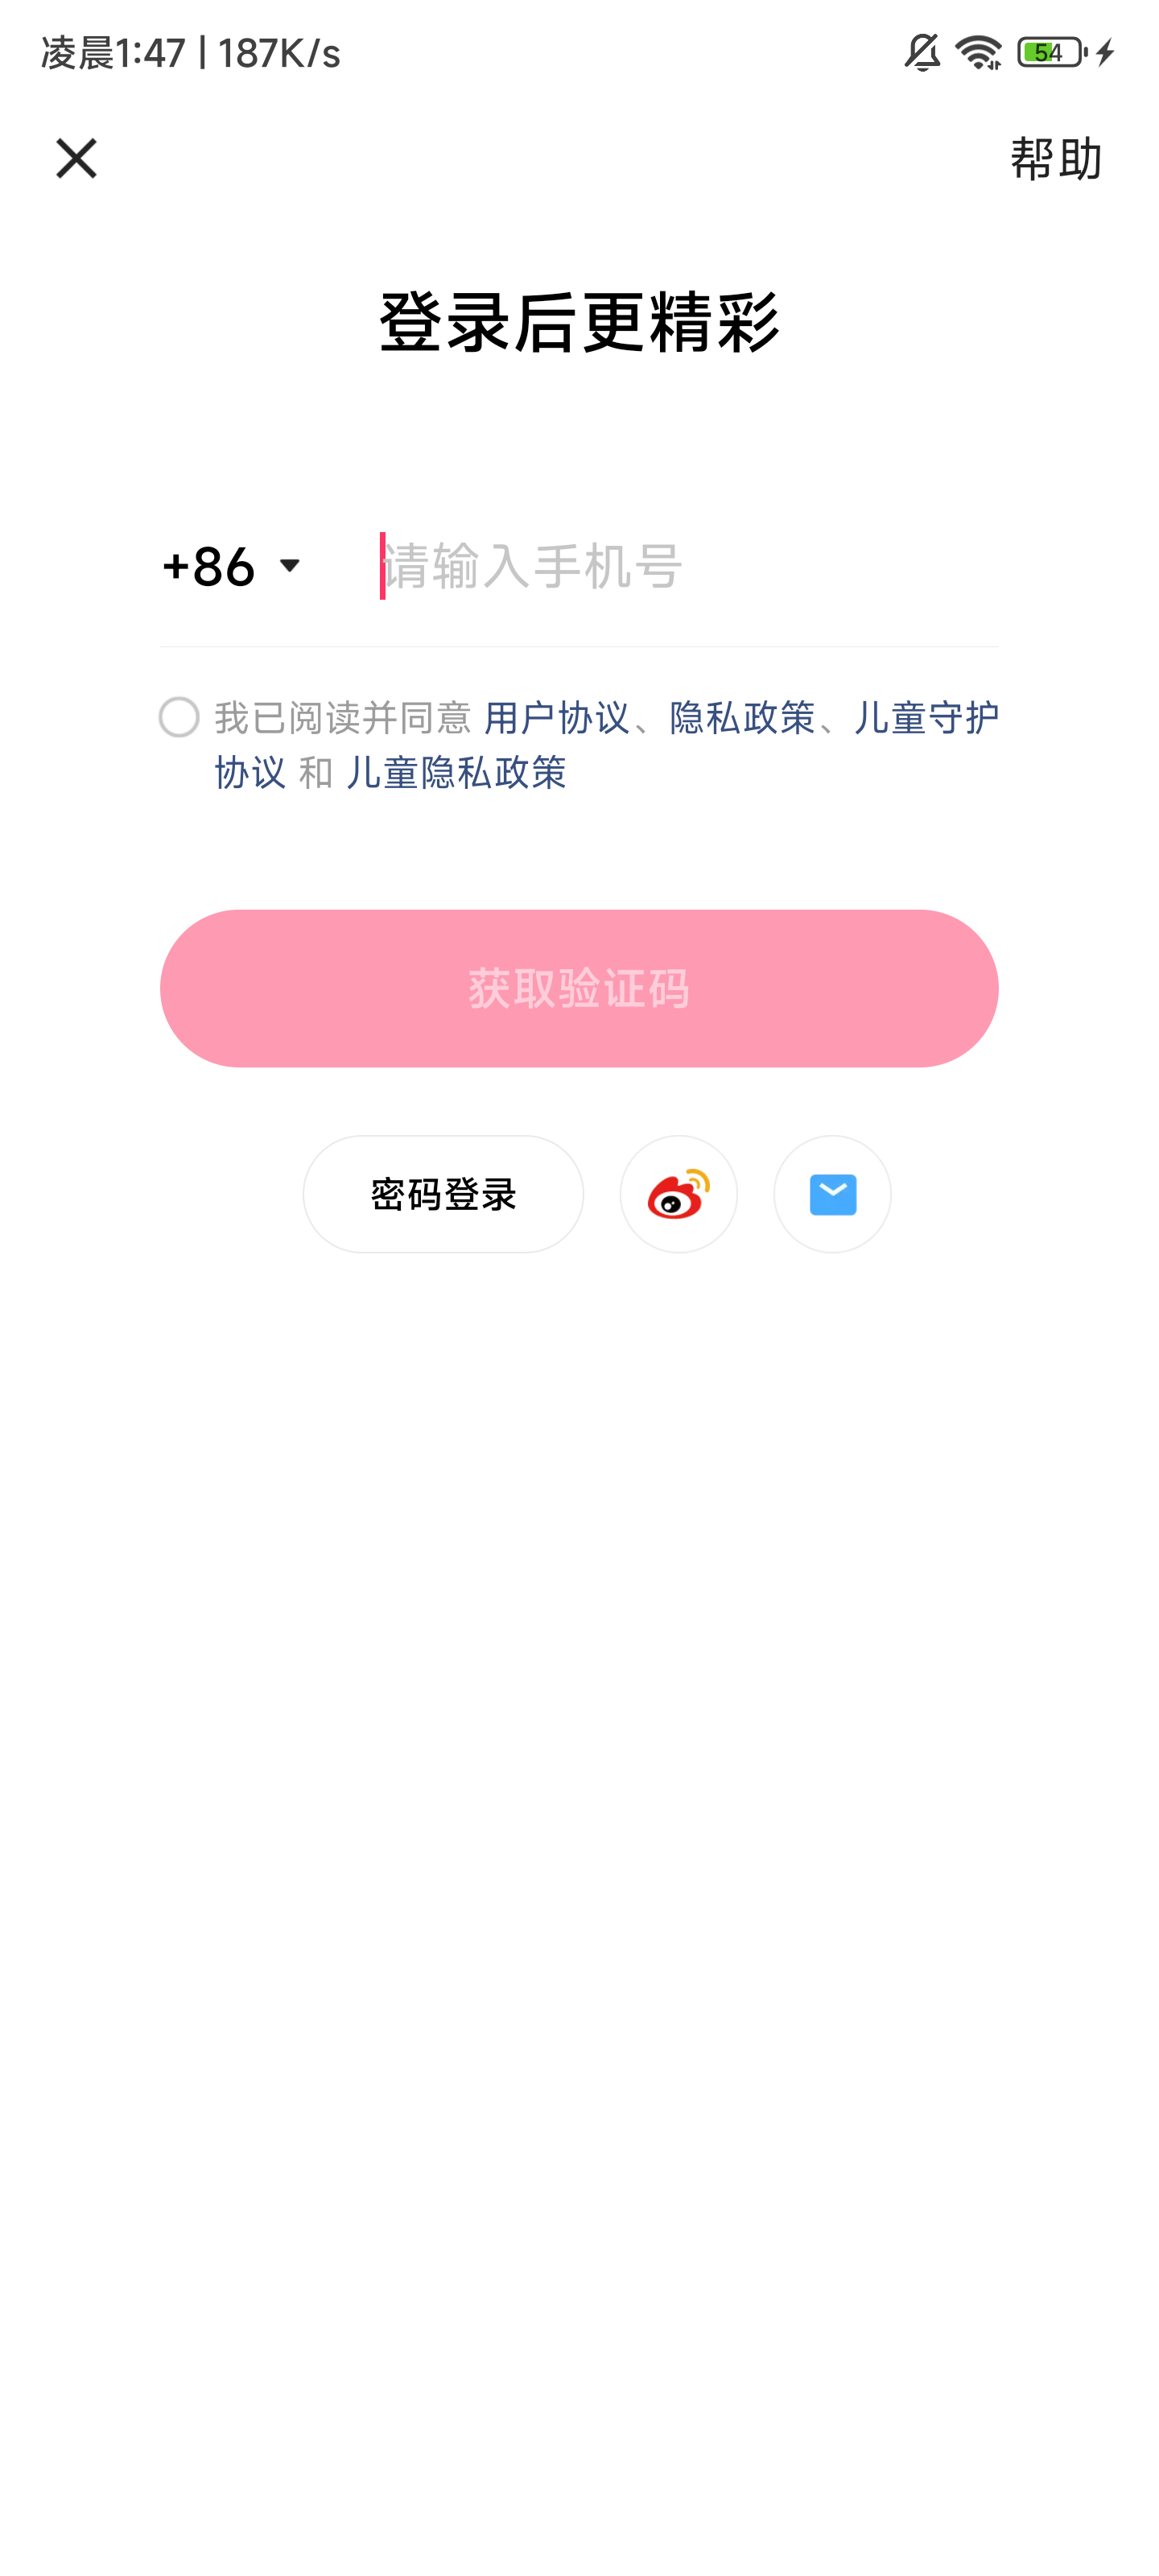 凌晨1:47 | 187K/s
54
帮助
登录后更精彩
+86 请输入手机号
我已阅读并同意 用户协议、隐私政策、儿童守护
协议 和 儿童隐私政策
获取验证码
密码登录